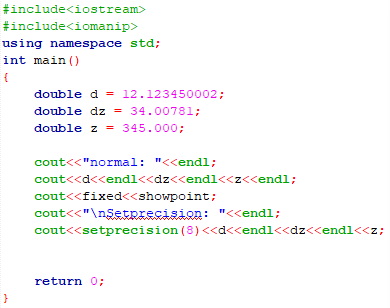 #include<iostream>
#include<iomanip>
using namespace std;
int main()
{
    double d = 12.123450002;
    double dz = 34.00781;
    double z = 345.000;
    cout<<"normal: "<<endl;
    cout<<d<<endl<<dz<<endl<<z<<endl;
    cout<<fixed<<showpoint;
    cout<<"\nSetprecision: "<<endl;
    cout<<setprecision(8)<<d<<endl<<dz<<endl<<z;
    return 0;
}